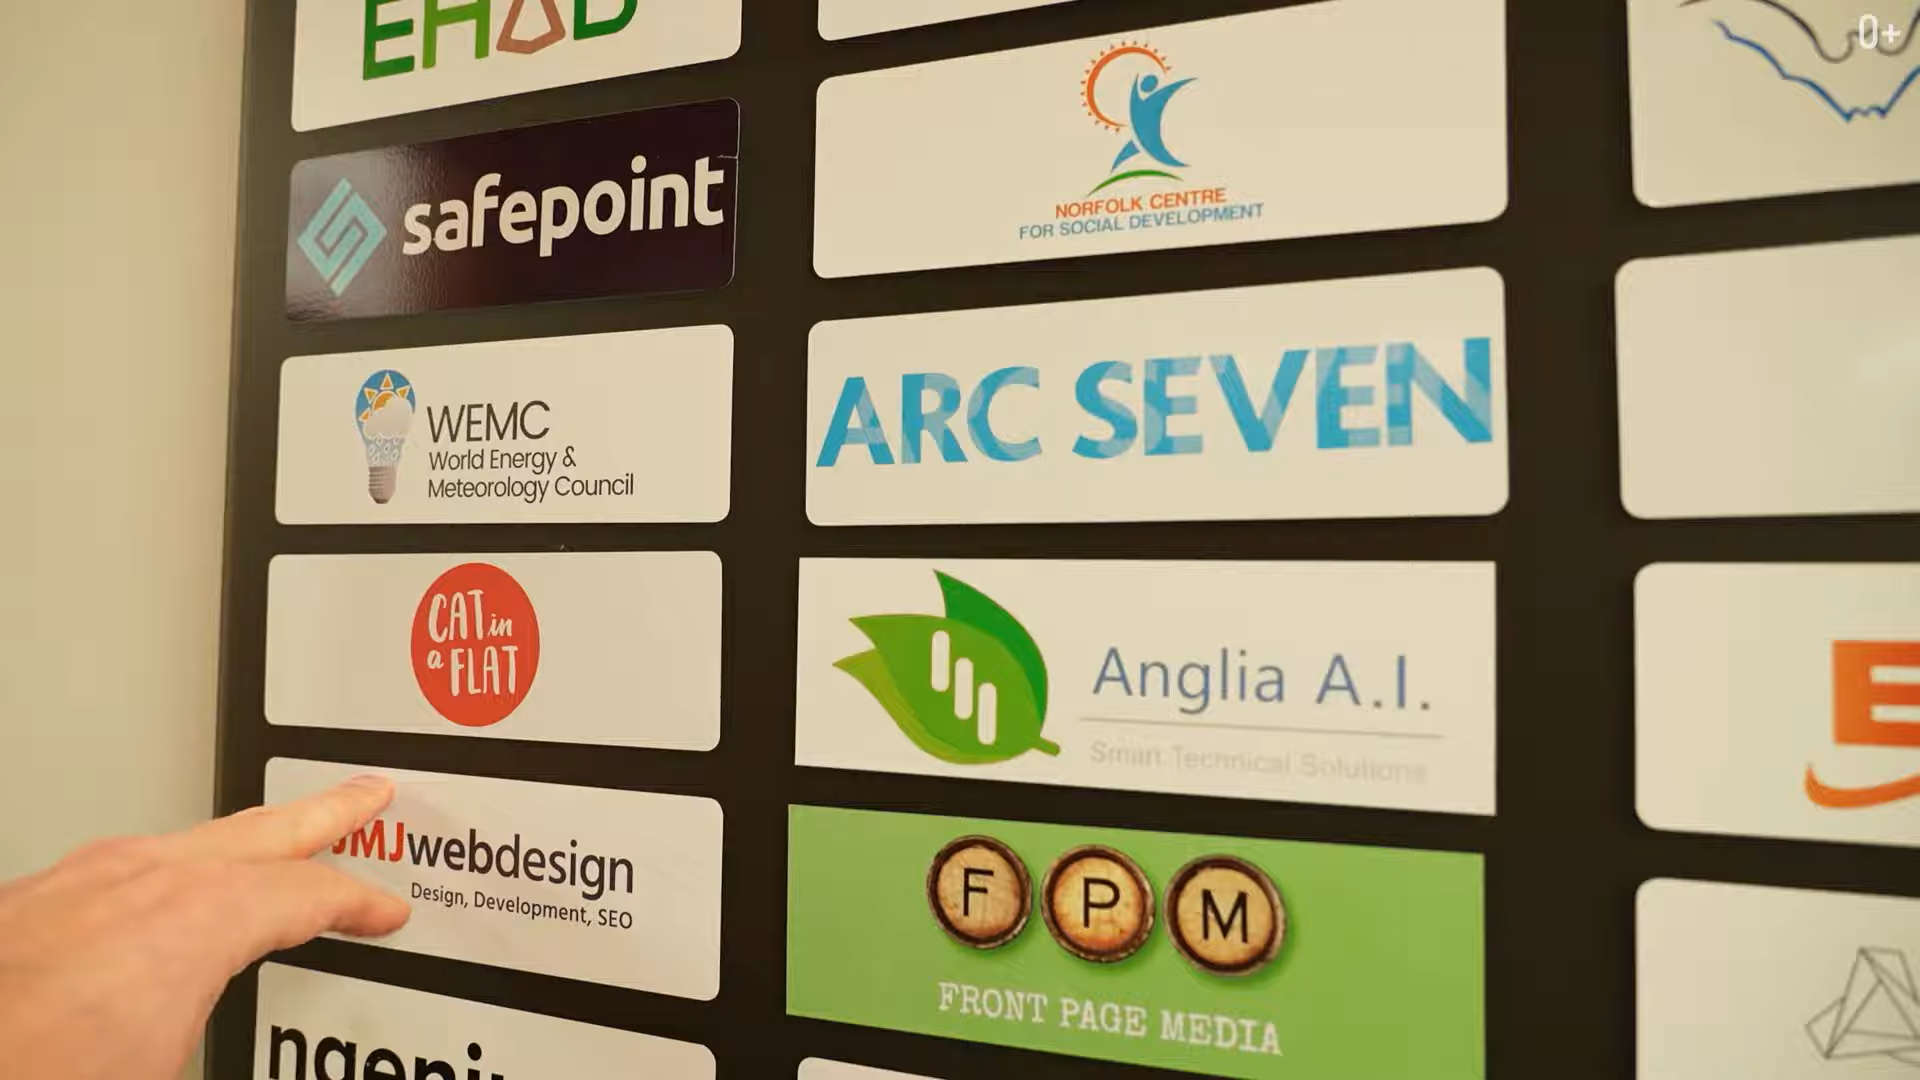 EHAB
safepoint
WEMC
World Energy &
Meteorology Council
CAT in
a FLAT
JMJwebdesign
Design, Development, SEO
NORFOLK CENTRE
FOR SOCIAL DEVELOPMENT
ARC SEVEN
Anglia A.I.
Smart Technical Solutions
F P M
FRONT PAGE MEDIA
0+